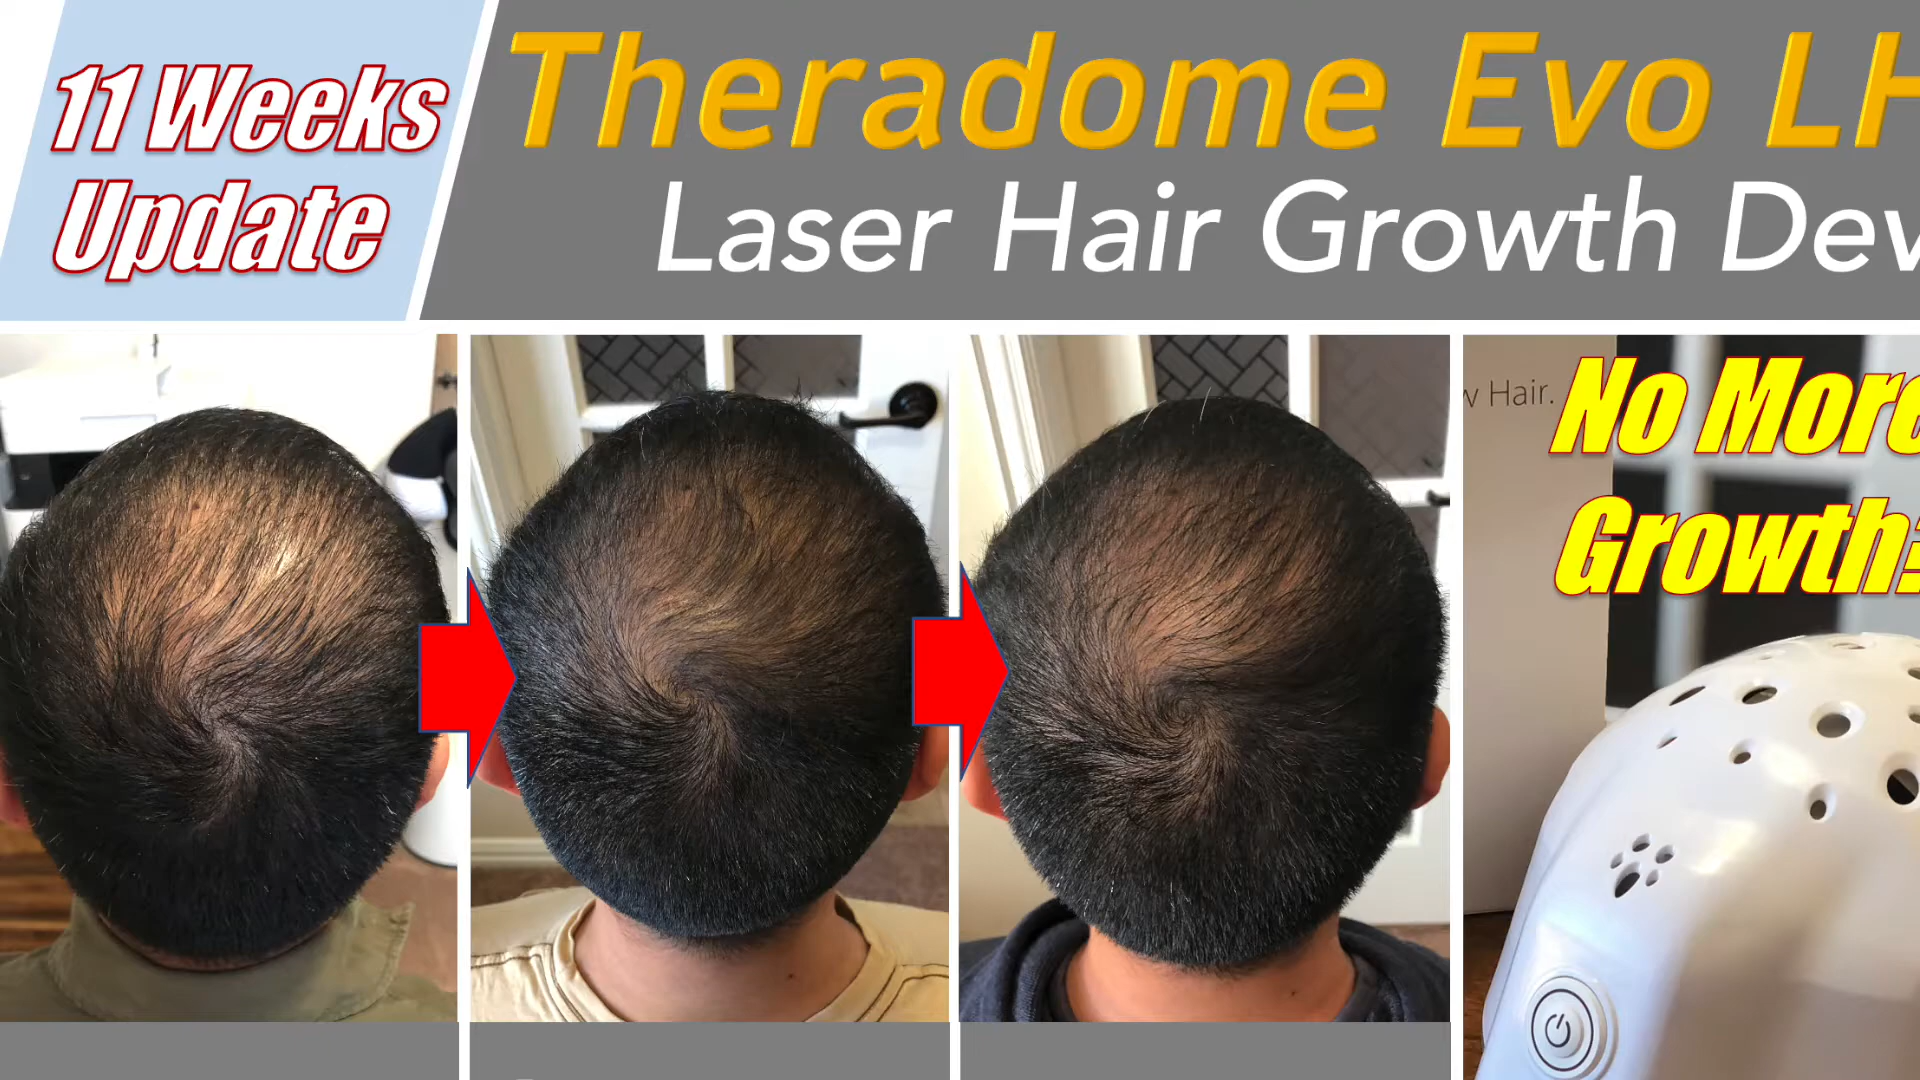 11 Weeks
Update
Theradome Evo LH
Laser Hair Growth Dev
w Hair.
No More
Growth?